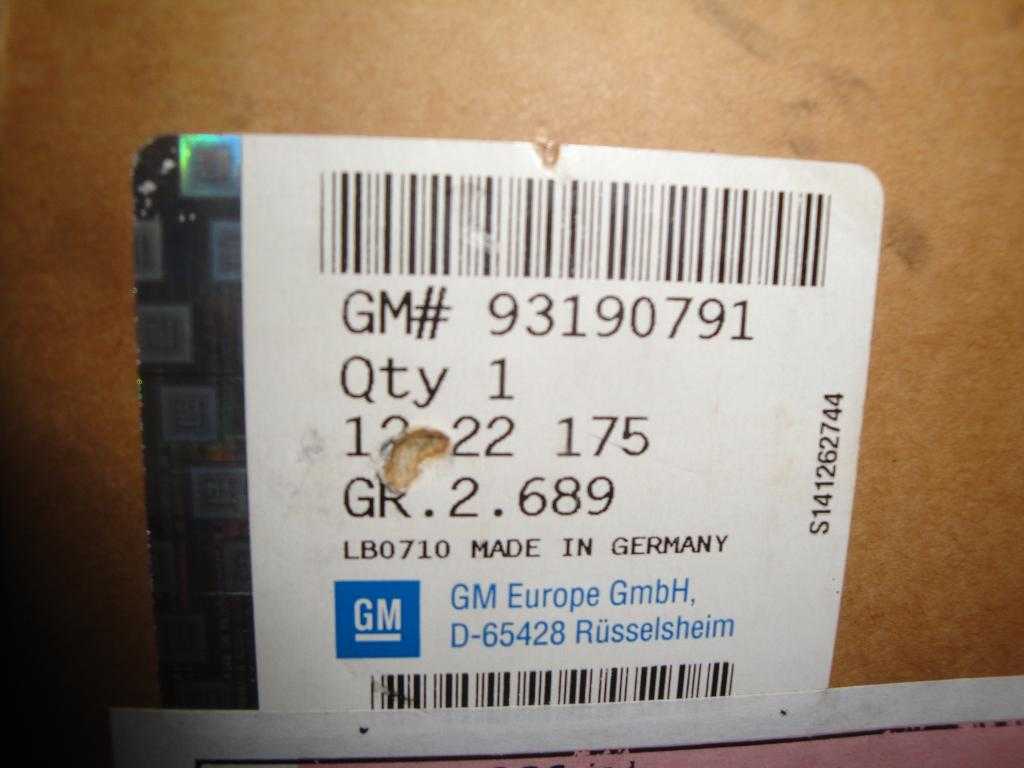 GM# 93190791
Qty 1
22 175
GR.2.689
LB0710 MADE IN GERMANY
GM
GM Europe GmbH,
D-65428 Rüsselsheim
S141262744